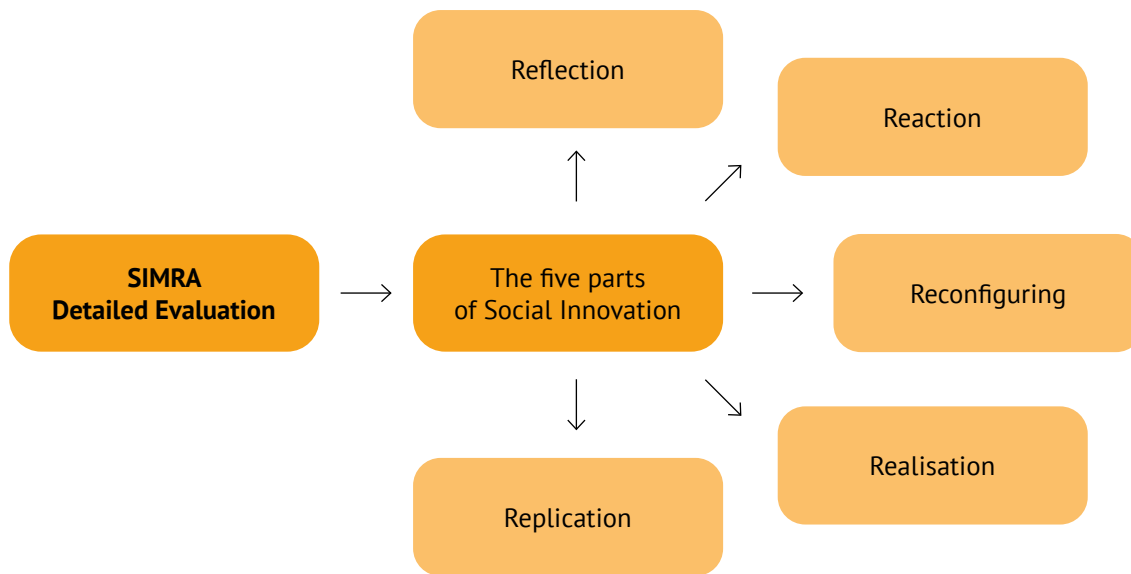 Reflection
Reaction
SIMRA
Detailed Evaluation
The five parts
of Social Innovation
Reconfiguring
Realisation
Replication